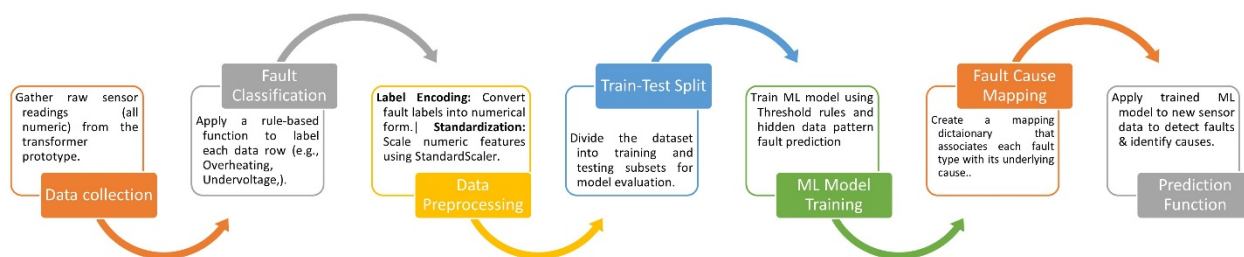 Gather raw sensor
readings (all
numeric) from the
transformer
prototype.
Data collection
Fault
Classification
Apply a rule-based
function to label
each data row (e.g.,
Overheating,
Undervoltage,).
Label Encoding: Convert
fault labels into numerical
form.| Standardization:
Scale numeric features
using StandardScaler.
Data
Preprocessing
Train-Test Split
Divide the dataset
into training and
testing subsets for
model evaluation.
Train ML model using
Threshold rules and
hidden data pattern
fault prediction
ML Model
Training
Fault Cause
Mapping
Create a mapping
dictaionary that
associates each fault
type with its underlying
cause..
Apply trained ML
model to new sensor
data to detect faults
& identify causes.
Prediction
Function